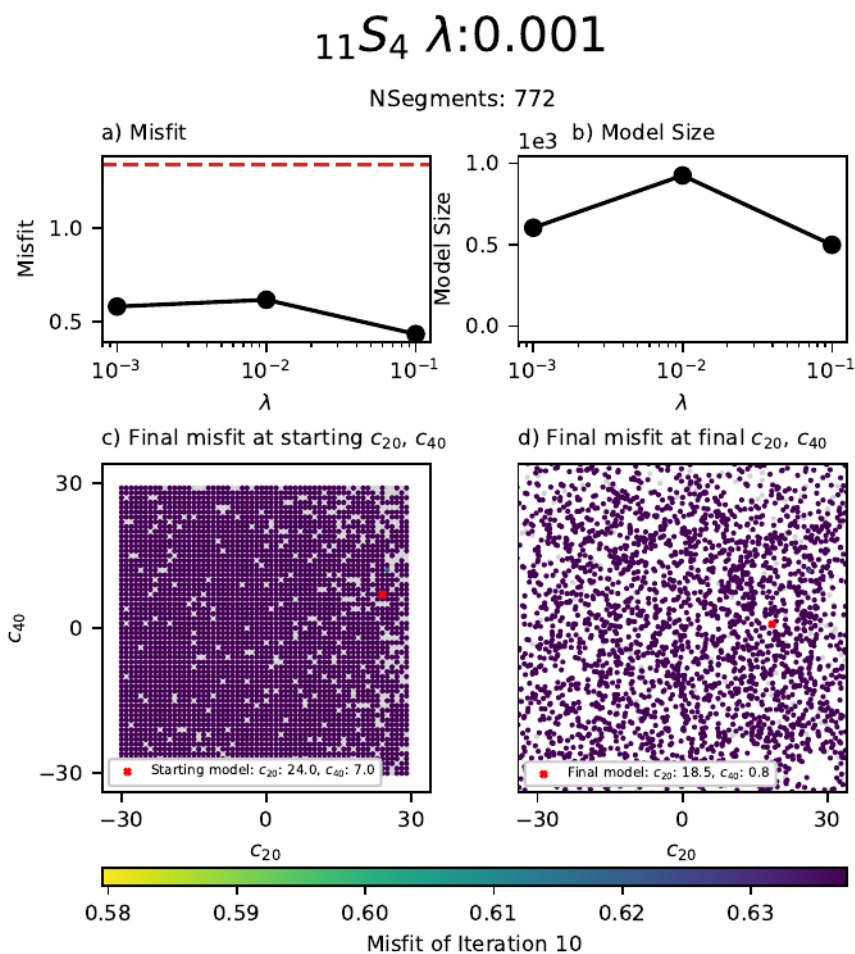 ₁₁S₄ λ:0.001
NSegments: 772
a) Misfit
b) Model Size
1e3
Misfit
1.0
0.5
10⁻³ 10⁻² 10⁻¹
λ
Model Size
1.0
0.5
0.0
10⁻³ 10⁻² 10⁻¹
λ
c) Final misfit at starting c₂₀, c₄₀
d) Final misfit at final c₂₀, c₄₀
c₄₀
30
0
−30
Starting model: c₂₀: 24.0, c₄₀: 7.0
−30 0 30
c₂₀
Final model: c₂₀: 18.5, c₄₀: 0.8
−30 0 30
c₂₀
0.58 0.59 0.60 0.61 0.62 0.63
Misfit of Iteration 10